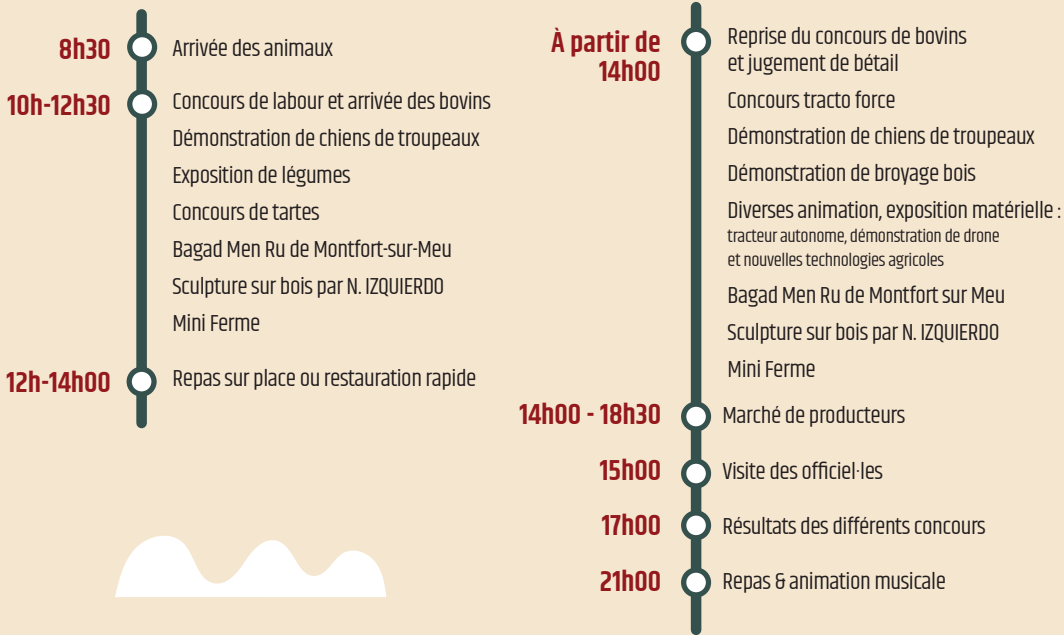 8h30
Arrivée des animaux
10h-12h30
Concours de labour et arrivée des bovins
Démonstration de chiens de troupeaux
Exposition de légumes
Concours de tartes
Bagad Men Ru de Montfort-sur-Meu
Sculpture sur bois par N. IZQUIERDO
Mini Ferme
12h-14h00
Repas sur place ou restauration rapide
À partir de
14h00
Reprise du concours de bovins
et jugement de bétail
Concours tracto force
Démonstration de chiens de troupeaux
Démonstration de broyage bois
Diverses animation, exposition matérielle :
tracteur autonome, démonstration de drone
et nouvelles technologies agricoles
Bagad Men Ru de Montfort sur Meu
Sculpture sur bois par N. IZQUIERDO
Mini Ferme
14h00 - 18h30
Marché de producteurs
15h00
Visite des officiel·les
17h00
Résultats des différents concours
21h00
Repas & animation musicale